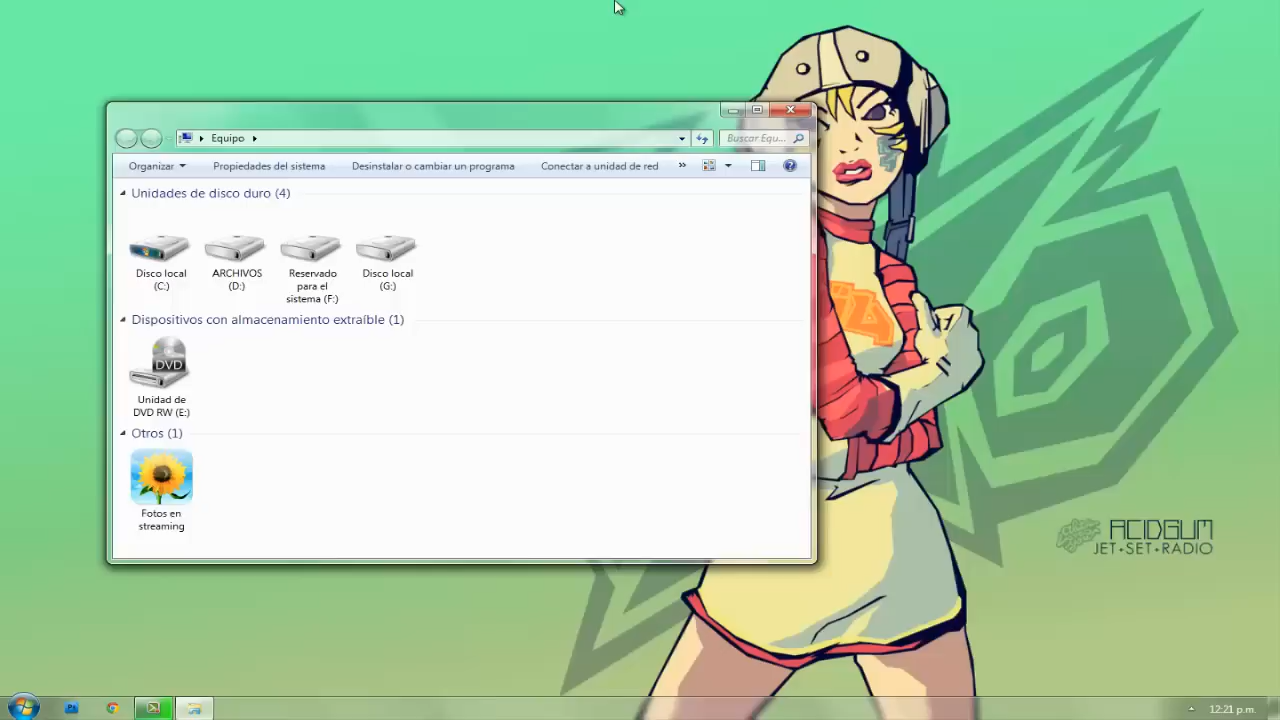 Equipo
Buscar Equ...
Organizar Propiedades del sistema Desinstalar o cambiar un programa Conectar a unidad de red »
Unidades de disco duro (4)
Disco local
(C:)
ARCHIVOS
(D:)
Reservado
para el
sistema (F:)
Disco local
(G:)
Dispositivos con almacenamiento extraíble (1)
DVD
Unidad de
DVD RW (E:)
Otros (1)
Fotos en
streaming
ACIDGUM
JET•SET•RADIO
Ps
12:21 p.m.